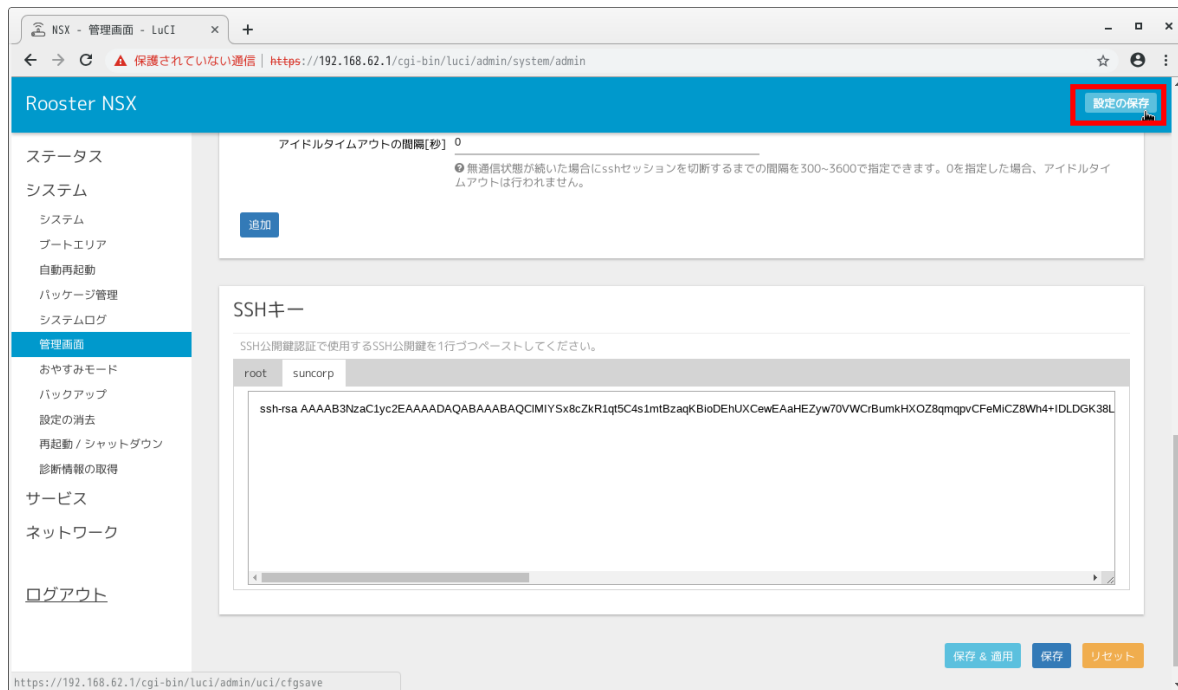 NSX - 管理画面 - LuCI
保護されていない通信 | https://192.168.62.1/cgi-bin/luci/admin/system/admin
Rooster NSX
設定の保存
ステータス
システム
システム
ブートエリア
自動再起動
パッケージ管理
システムログ
管理画面
おやすみモード
バックアップ
設定の消去
再起動 / シャットダウン
診断情報の取得
サービス
ネットワーク
ログアウト
アイドルタイムアウトの間隔[秒] 0
無通信状態が続いた場合にsshセッションを切断するまでの間隔を300~3600で指定できます。0を指定した場合、アイドルタイ
ムアウトは行われません。
追加
SSHキー
SSH公開鍵認証で使用するSSH公開鍵を1行づつペーストしてください。
root suncorp
ssh-rsa AAAAB3NzaC1yc2EAAAADAQABAAABAQClMIYSx8cZkR1qt5C4s1mtBzaqKBioDEhUXCewEAaHEZyw70VWCrBumkHXOZ8qmqpvCFeMiCZ8Wh4+IDLDGK38L
保存 & 適用 保存 リセット
https://192.168.62.1/cgi-bin/luci/admin/uci/cfgsave